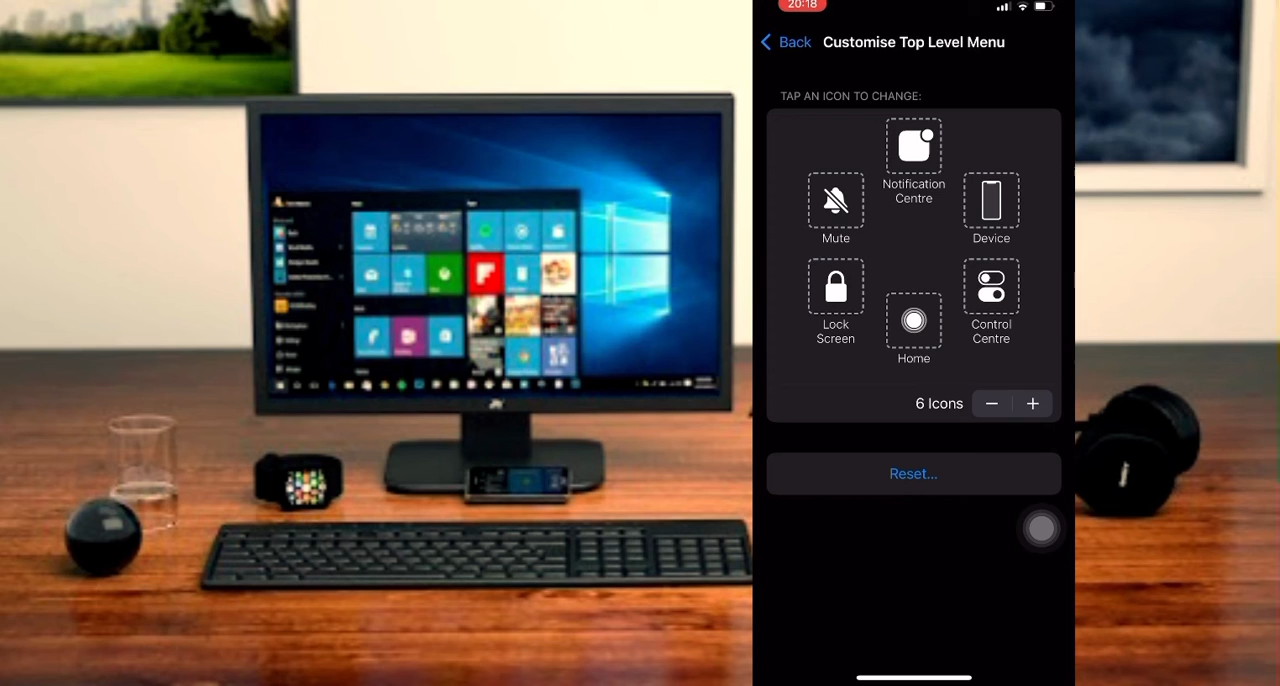 20:18
Back
Customise Top Level Menu
TAP AN ICON TO CHANGE:
Notification
Centre
Mute
Device
Lock
Screen
Control
Centre
Home
6 Icons
Reset...